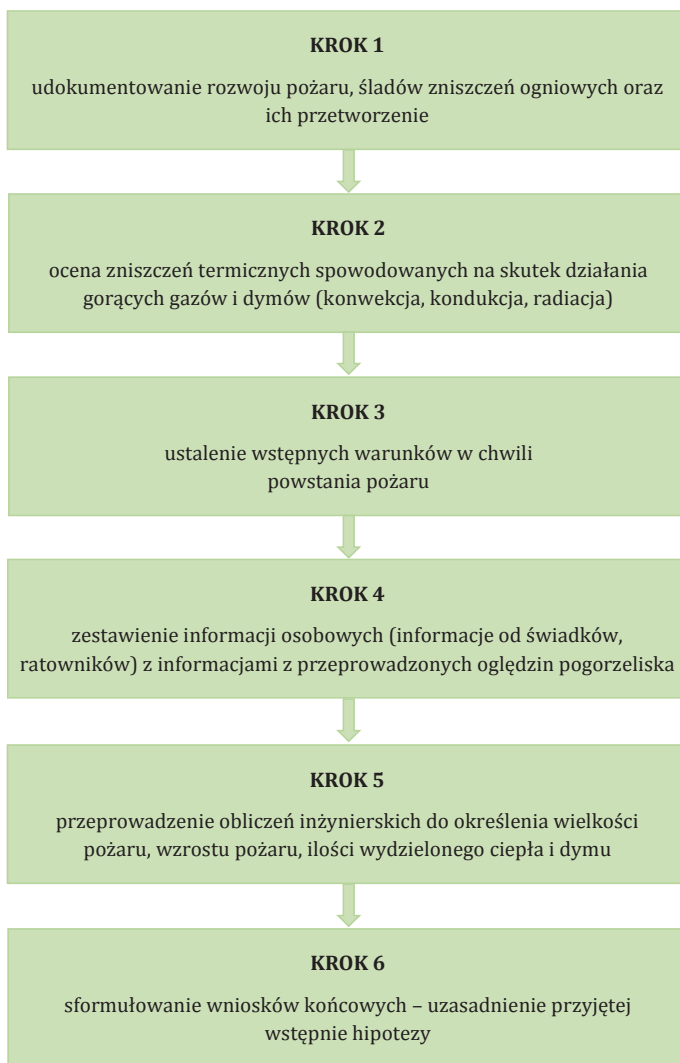 KROK 1
udokumentowanie rozwoju pożaru, śladów zniszczeń ogniowych oraz
ich przetworzenie
KROK 2
ocena zniszczeń termicznych spowodowanych na skutek działania
gorących gazów i dymów (konwekcja, kondukcja, radiacja)
KROK 3
ustalenie wstępnych warunków w chwili
powstania pożaru
KROK 4
zestawienie informacji osobowych (informacje od świadków,
ratowników) z informacjami z przeprowadzonych oględzin pogorzeliska
KROK 5
przeprowadzenie obliczeń inżynierskich do określenia wielkości
pożaru, wzrostu pożaru, ilości wydzielonego ciepła i dymu
KROK 6
sformułowanie wniosków końcowych – uzasadnienie przyjętej
wstępnie hipotezy